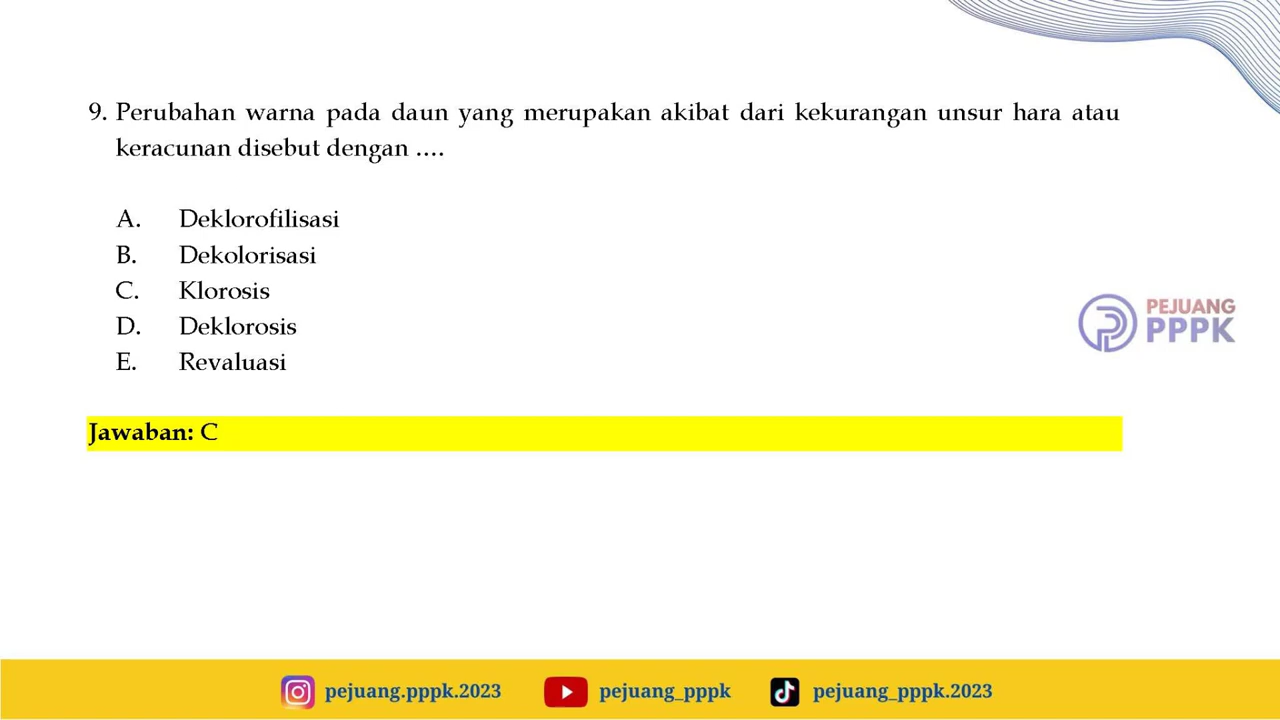 9. Perubahan warna pada daun yang merupakan akibat dari kekurangan unsur hara atau
keracunan disebut dengan ....
A. Deklorofilisasi
B. Dekolorisasi
C. Klorosis
D. Deklorosis
E. Revaluasi
PEJUANG
PPPK
Jawaban: C
pejuang.pppk.2023 pejuang_pppk pejuang_pppk.2023